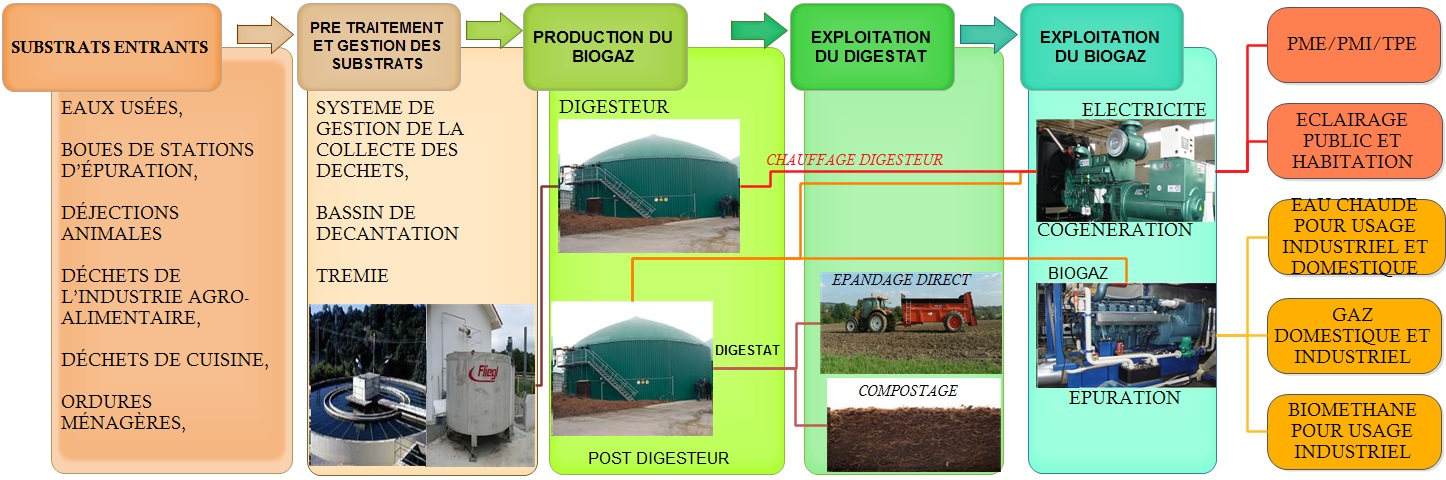 SUBSTRATS ENTRANTS
EAUX USÉES,
BOUES DE STATIONS
D’ÉPURATION,
DÉJECTIONS
ANIMALES
DÉCHETS DE
L’INDUSTRIE AGRO-
ALIMENTAIRE,
DÉCHETS DE CUISINE,
ORDURES
MÉNAGÈRES,
PRE TRAITEMENT
ET GESTION DES
SUBSTRATS
SYSTEME DE
GESTION DE LA
COLLECTE DES
DECHETS,
BASSIN DE
DECANTATION
TREMIE
Fliegl
PRODUCTION DU
BIOGAZ
DIGESTEUR
POST DIGESTEUR
DIGESTAT
EXPLOITATION
DU DIGESTAT
CHAUFFAGE DIGESTEUR
EPANDAGE DIRECT
COMPOSTAGE
EXPLOITATION
DU BIOGAZ
ELECTRICITE
COGENERATION
BIOGAZ
EPURATION
PME/PMI/TPE
ECLAIRAGE
PUBLIC ET
HABITATION
EAU CHAUDE
POUR USAGE
INDUSTRIEL ET
DOMESTIQUE
GAZ
DOMESTIQUE ET
INDUSTRIEL
BIOMETHANE
POUR USAGE
INDUSTRIEL